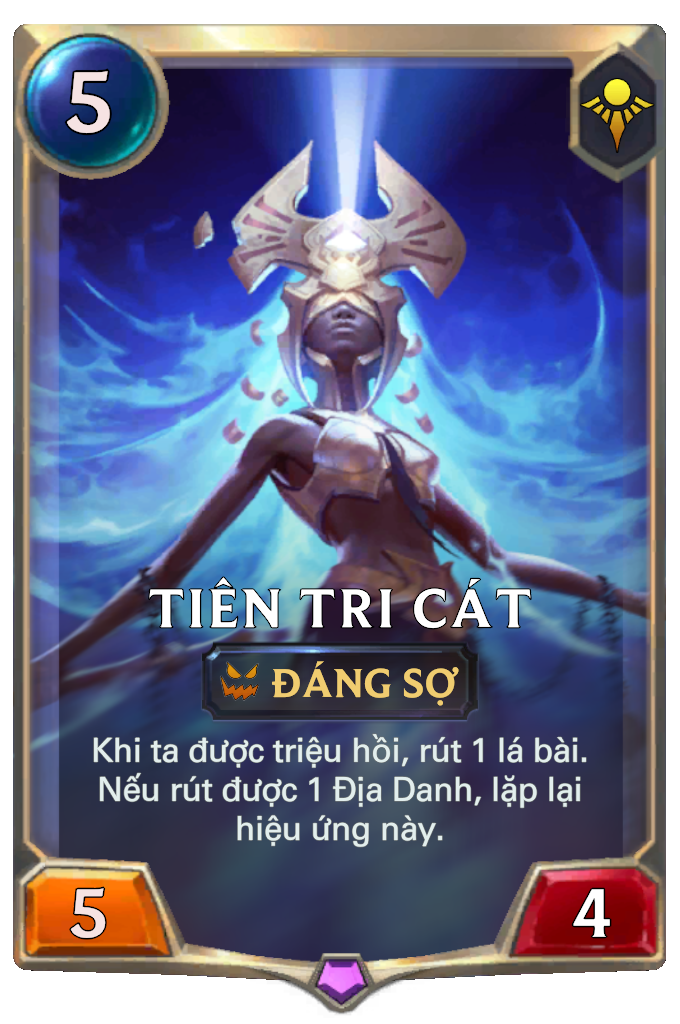 5
TIÊN TRI CÁT
ĐÁNG SỢ
Khi ta được triệu hồi, rút 1 lá bài.
Nếu rút được 1 Địa Danh, lặp lại
hiệu ứng này.
5
4